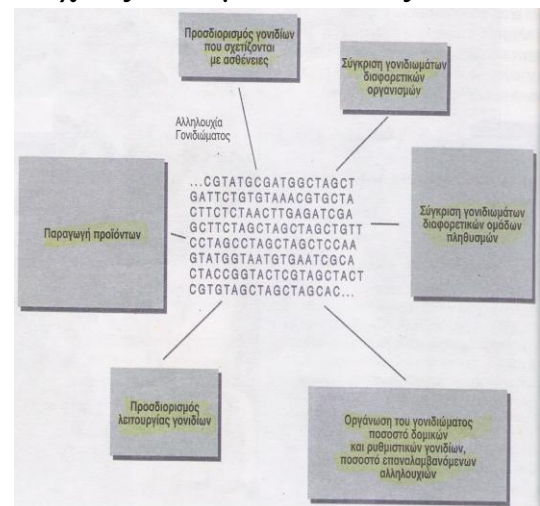 Προσδιορισμός γονιδίων
που σχετίζονται
με ασθένειες
Σύγκριση γονιδιωμάτων
διαφορετικών
οργανισμών
Αλληλουχία
Γονιδιώματος
...CGTATGCGATGGCTAGCT
GATTCTGTGTAAACGTGCTA
CTTCTCTAACTTGAGATCGA
GCTTCTAGCTAGCTAGCTGTT
CCTAGCCTAGCTAGCTCCAA
GTATGGTAATGTGAATCGCA
CTACCGGTACTCGTAGCTACT
CGTGTAGCTAGCTAGCAC...
Παραγωγή προϊόντων
Σύγκριση γονιδιωμάτων
διαφορετικών ομάδων
πληθυσμών
Προσδιορισμός
λειτουργίας γονιδίων
Οργάνωση του γονιδιώματος
ποσοστό δομικών
και ρυθμιστικών γονιδίων,
ποσοστό επαναλαμβανόμενων
αλληλουχιών